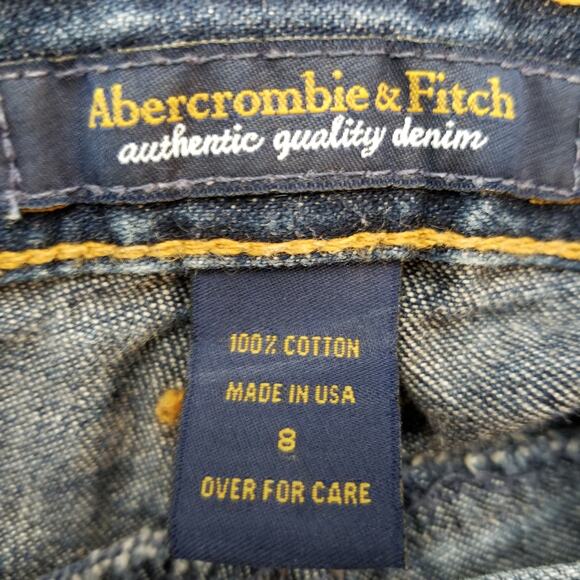 Abercrombie & Fitch
authentic quality denim
100% COTTON
MADE IN USA
8
OVER FOR CARE